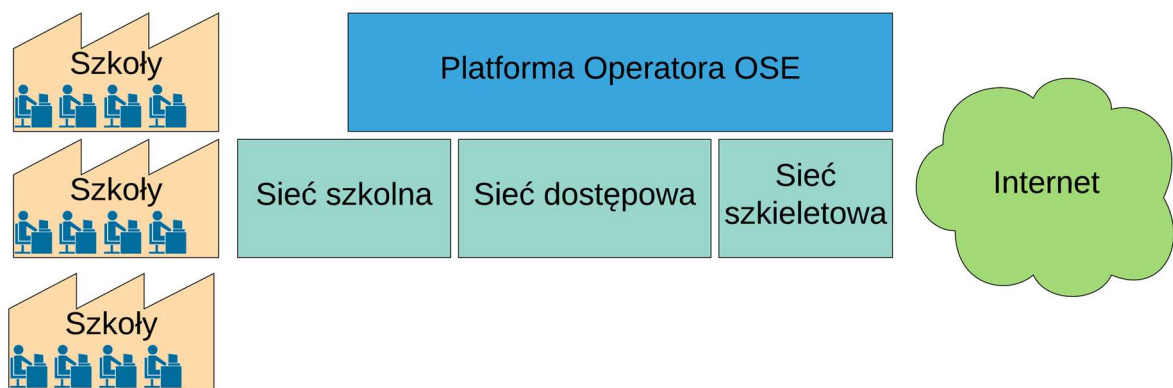 Szkoły
Platforma Operatora OSE
Szkoły
Sieć szkolna
Sieć dostępowa
Sieć
szkieletowa
Internet
Szkoły